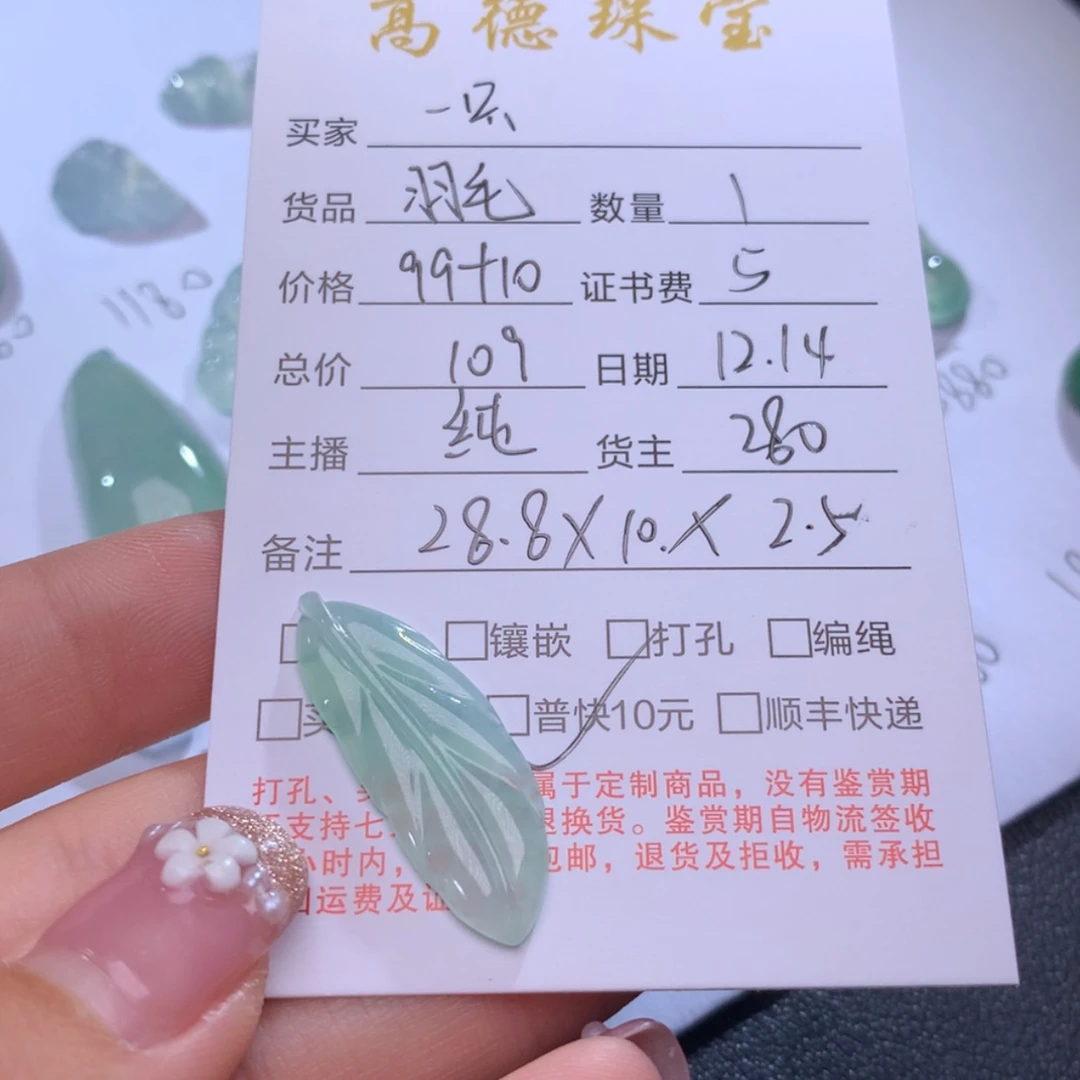 高德珠宝
买家 一只、
货品 羽毛 数量 1
价格 99+10 证书费 5
总价 109 日期 12.14
主播 纯 货主 280
备注 28.8X10.X 2.5
镶嵌 打孔 编绳
普快10元 顺丰快递
打孔、 属于定制商品，没有鉴赏期
支持七 退换货。鉴赏期自物流签收
小时内， 包邮，退货及拒收，需承担
运费及证
1180